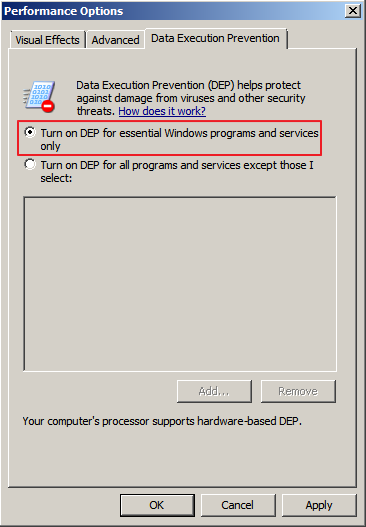 Performance Options
Visual Effects Advanced Data Execution Prevention
Data Execution Prevention (DEP) helps protect
against damage from viruses and other security
threats. How does it work?
Turn on DEP for essential Windows programs and services
only
Turn on DEP for all programs and services except those I
select:
Add... Remove
Your computer's processor supports hardware-based DEP.
OK Cancel Apply